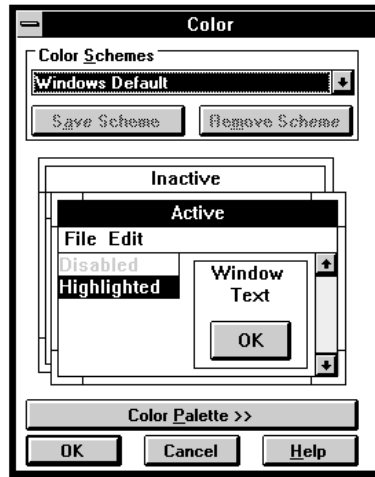 Color
Color Schemes
Windows Default
Save Scheme Remove Scheme
Inactive
Active
File Edit
Disabled
Highlighted
Window
Text
OK
Color Palette >>
OK Cancel Help